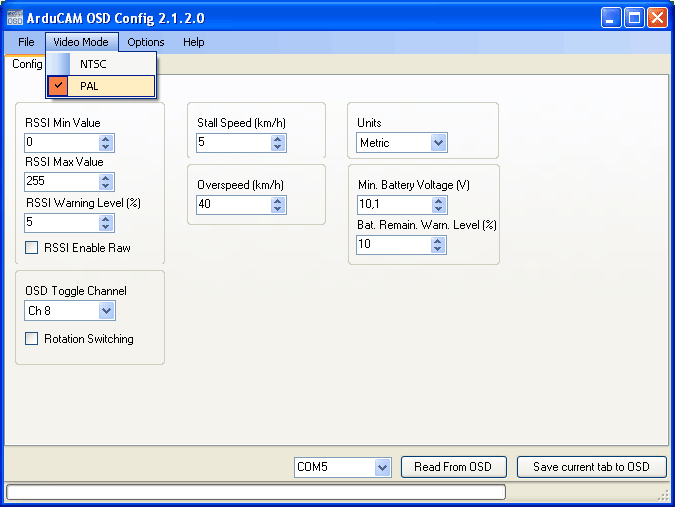 OSD ArduCAM OSD Config 2.1.2.0
File Video Mode Options Help
NTSC
PAL
Config
RSSI Min Value
0
RSSI Max Value
255
RSSI Warning Level (%)
5
RSSI Enable Raw
OSD Toggle Channel
Ch 8
Rotation Switching
Stall Speed (km/h)
5
Overspeed (km/h)
40
Units
Metric
Min. Battery Voltage (V)
10,1
Bat. Remain. Warn. Level (%)
10
COM5 Read From OSD Save current tab to OSD